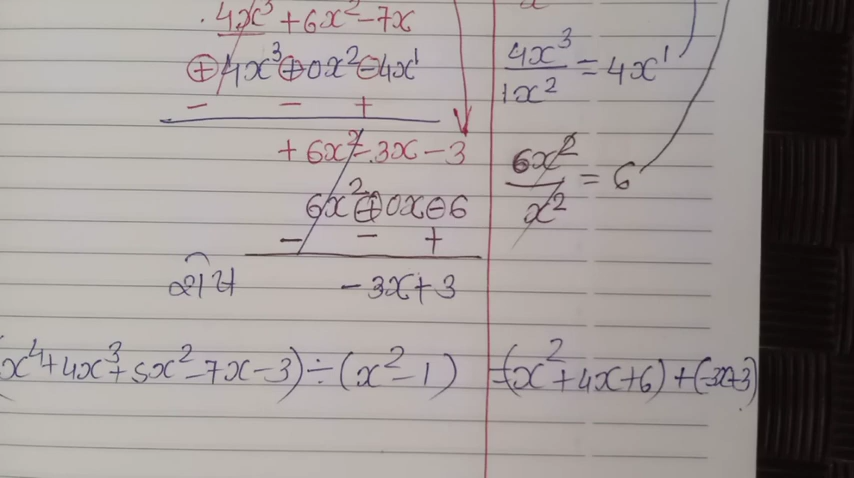 4x³ + 6x² - 7x
⊕ 4x³ ⊕ 0x² ⊖ 4x¹
- - +
+ 6x² - 3x - 3
6x² ⊕ 0x ⊖ 6
- - +
શેષ - 3x + 3
4x³/1x² = 4x¹
6x²/x² = 6
x⁴ + 4x³ + 5x² - 7x - 3) ÷ (x² - 1) = (x² + 4x + 6) + (-3x+3)